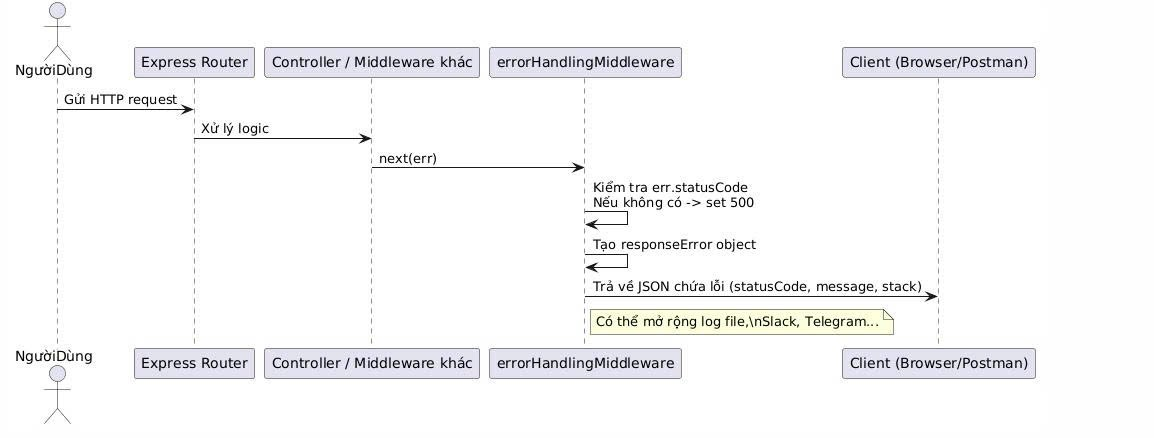 NgườiDùng
Express Router
Controller / Middleware khác
errorHandlingMiddleware
Client (Browser/Postman)
Gửi HTTP request
Xử lý logic
next(err)
Kiểm tra err.statusCode
Nếu không có -> set 500
Tạo responseError object
Trả về JSON chứa lỗi (statusCode, message, stack)
Có thể mở rộng log file,\nSlack, Telegram...
NgườiDùng
Express Router
Controller / Middleware khác
errorHandlingMiddleware
Client (Browser/Postman)